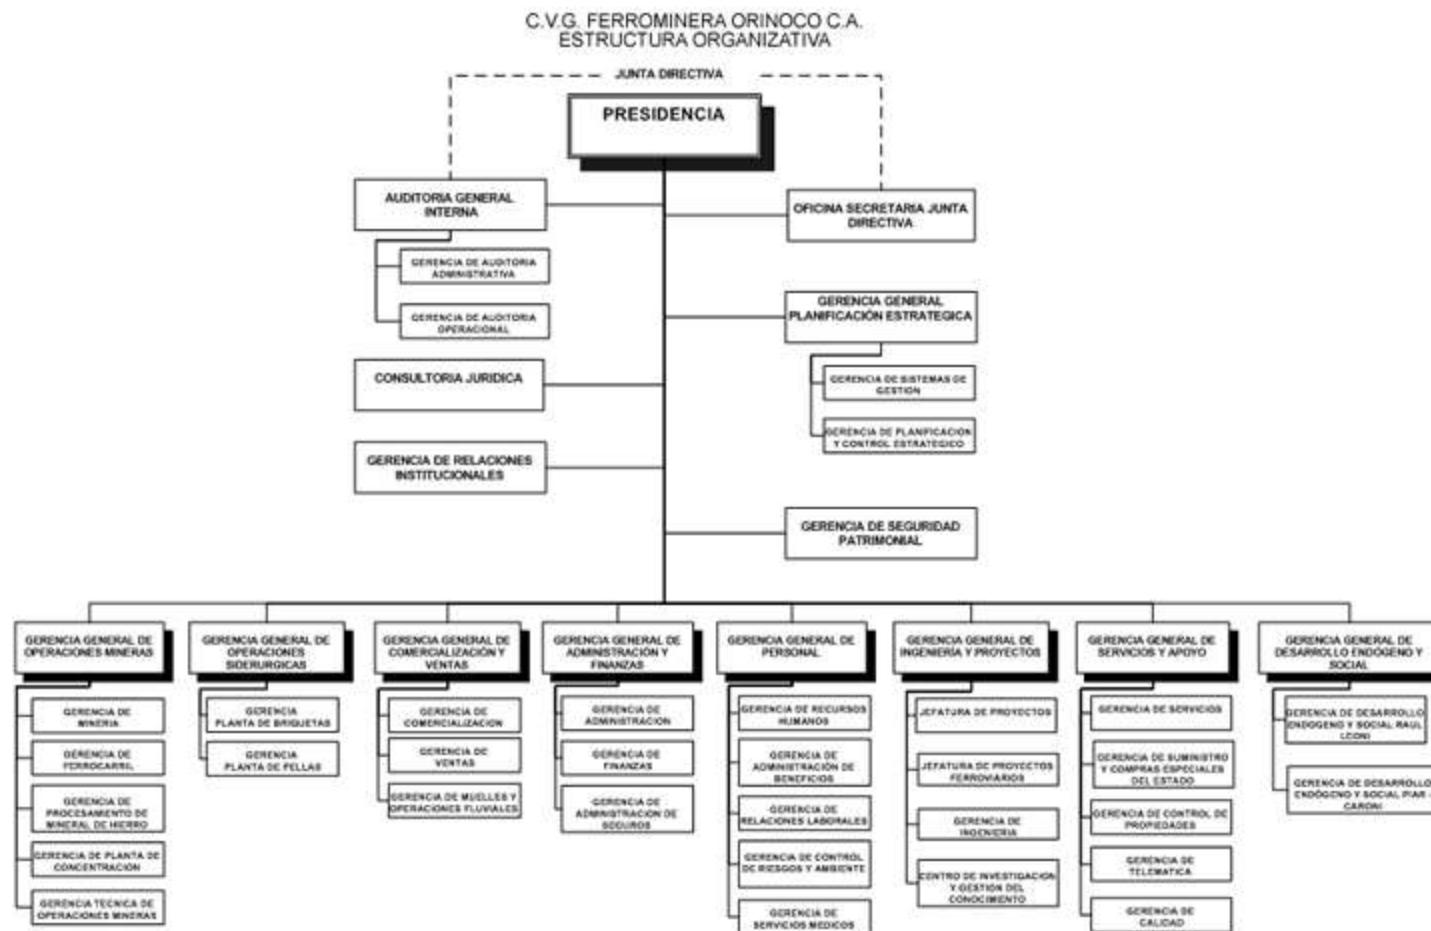 C.V.G. FERROMINERA ORINOCO C.A.
ESTRUCTURA ORGANIZATIVA
JUNTA DIRECTIVA
PRESIDENCIA
AUDITORIA GENERAL
INTERNA
GERENCIA DE AUDITORIA
ADMINISTRATIVA
GERENCIA DE AUDITORIA
OPERACIONAL
OFICINA SECRETARIA JUNTA
DIRECTIVA
GERENCIA GENERAL
PLANIFICACIÓN ESTRATEGICA
GERENCIA DE SISTEMAS DE
GESTION
GERENCIA DE PLANIFICACION
Y CONTROL ESTRATEGICO
CONSULTORIA JURIDICA
GERENCIA DE RELACIONES
INSTITUCIONALES
GERENCIA DE SEGURIDAD
PATRIMONIAL
GERENCIA GENERAL DE
OPERACIONES MINERAS
GERENCIA DE
MINERIA
GERENCIA DE
FERROCARRIL
GERENCIA DE
PROCESAMIENTO DE
MINERAL DE HIERRO
GERENCIA DE PLANTA DE
CONCENTRACIÓN
GERENCIA TECNICA DE
OPERACIONES MINERAS
GERENCIA GENERAL DE
OPERACIONES
SIDERURGICAS
GERENCIA
PLANTA DE BRIQUETAS
GERENCIA
PLANTA DE PELLAS
GERENCIA GENERAL DE
COMERCIALIZACIÓN Y
VENTAS
GERENCIA DE
COMERCIALIZACION
GERENCIA DE
VENTAS
GERENCIA DE MUELLES Y
OPERACIONES FLUVIALES
GERENCIA GENERAL DE
ADMINISTRACIÓN Y
FINANZAS
GERENCIA DE
ADMINISTRACION
GERENCIA DE
FINANZAS
GERENCIA DE
ADMINISTRACION DE
SEGUROS
GERENCIA GENERAL DE
PERSONAL
GERENCIA DE RECURSOS
HUMANOS
GERENCIA DE
ADMINISTRACIÓN DE
BENEFICIOS
GERENCIA DE
RELACIONES LABORALES
GERENCIA DE CONTROL
DE RIESGOS Y AMBIENTE
GERENCIA DE
SERVICIOS MEDICOS
GERENCIA GENERAL DE
INGENIERÍA Y PROYECTOS
JEFATURA DE PROYECTOS
JEFATURA DE PROYECTOS
FERROVIARIOS
GERENCIA DE
INGENIERIA
CENTRO DE INVESTIGACION
Y GESTION DEL
CONOCIMIENTO
GERENCIA GENERAL DE
SERVICIOS Y APOYO
GERENCIA DE SERVICIOS
GERENCIA DE SUMINISTRO
Y COMPRAS ESPECIALES
DEL ESTADO
GERENCIA DE CONTROL DE
PROPIEDADES
GERENCIA DE
TELEMATICA
GERENCIA DE
CALIDAD
GERENCIA GENERAL DE
DESARROLLO ENDÓGENO Y
SOCIAL
GERENCIA DE DESARROLLO
ENDOGENO Y SOCIAL RAUL
LEONI
GERENCIA DE DESARROLLO
ENDÓGENO Y SOCIAL PIAR -
CARONI